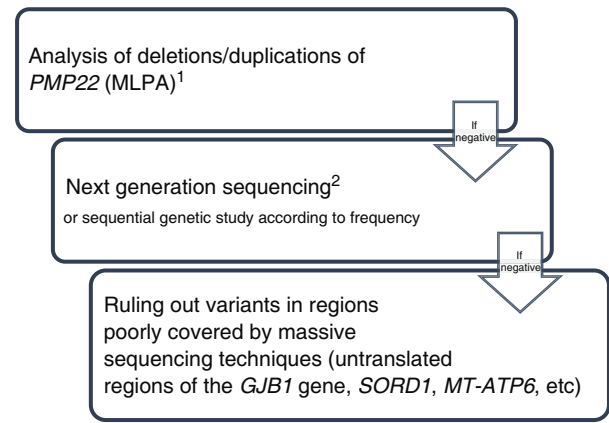 Analysis of deletions/duplications of
PMP22 (MLPA)1
If
negative
Next generation sequencing2
or sequential genetic study according to frequency
If
negative
Ruling out variants in regions
poorly covered by massive
sequencing techniques (untranslated
regions of the GJB1 gene, SORD1, MT-ATP6, etc)